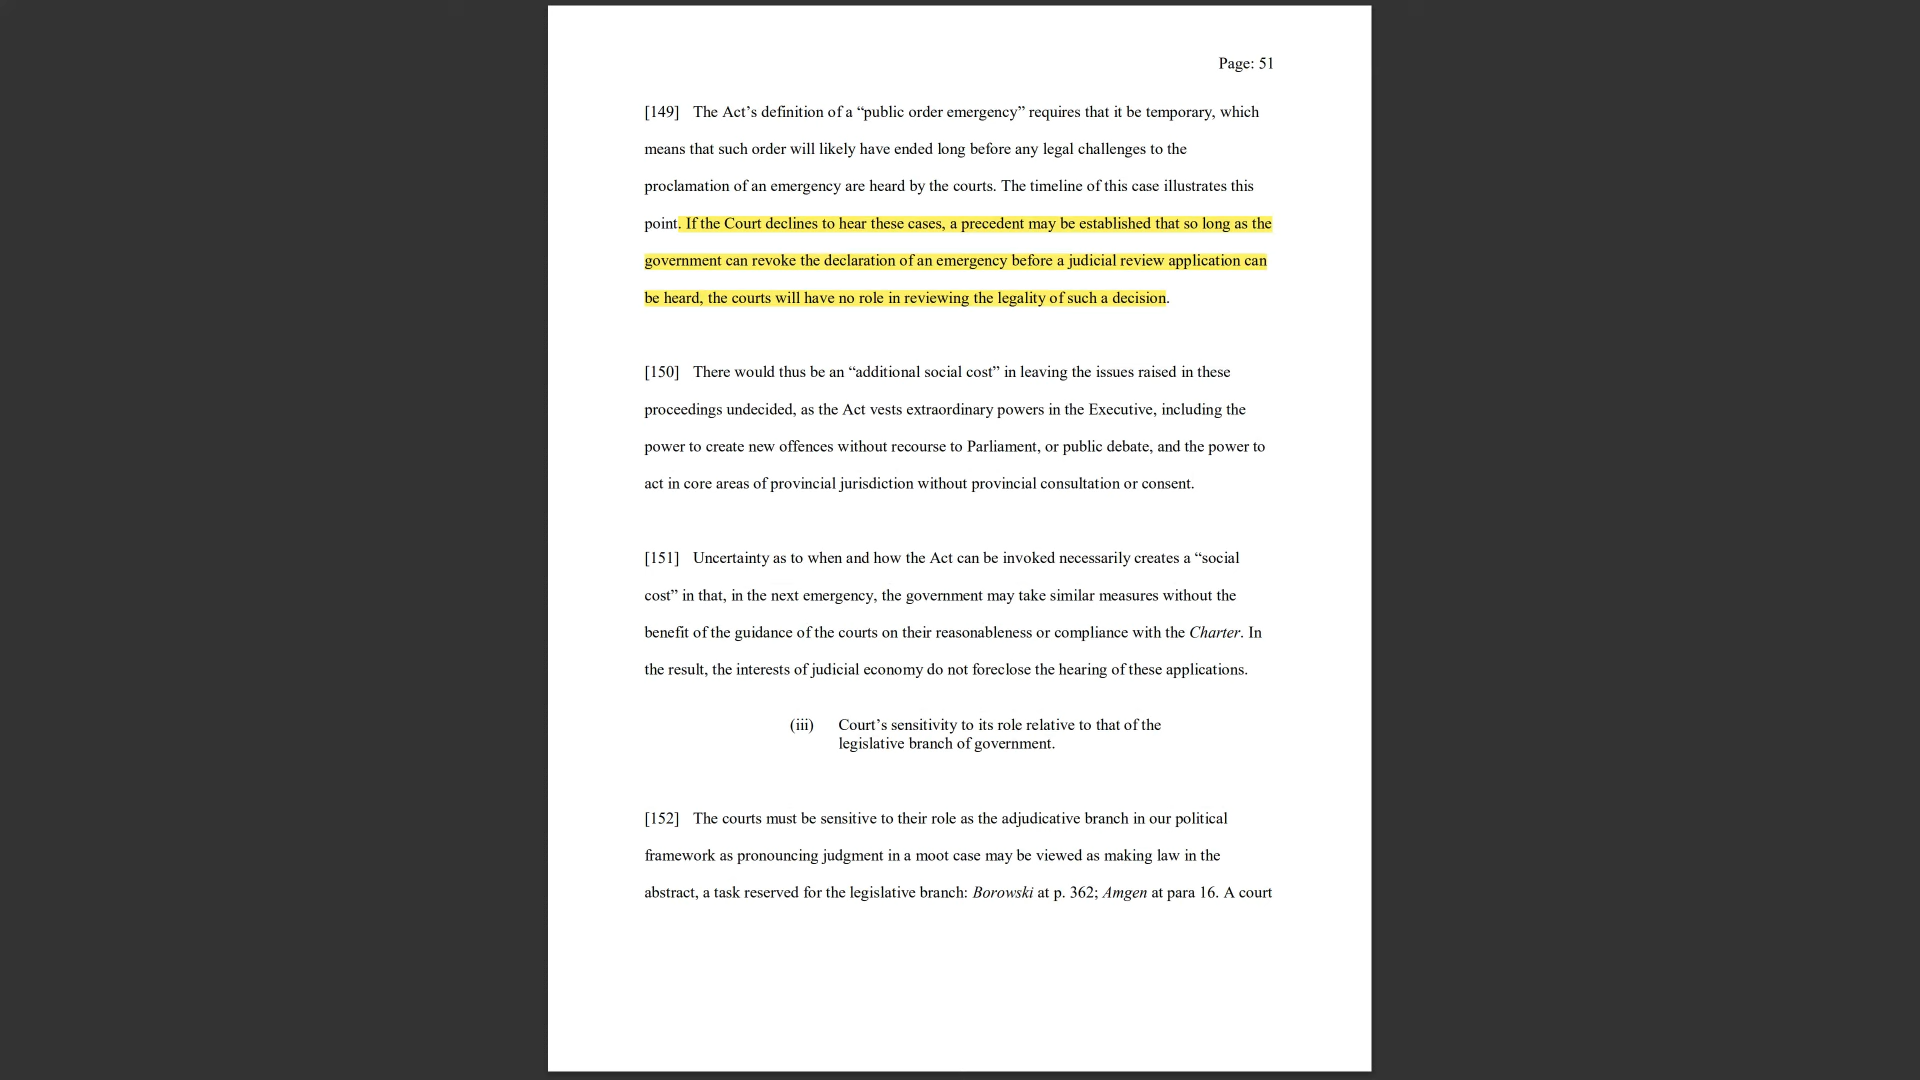 Page: 51
[149] The Act’s definition of a “public order emergency” requires that it be temporary, which
means that such order will likely have ended long before any legal challenges to the
proclamation of an emergency are heard by the courts. The timeline of this case illustrates this
point. If the Court declines to hear these cases, a precedent may be established that so long as the
government can revoke the declaration of an emergency before a judicial review application can
be heard, the courts will have no role in reviewing the legality of such a decision.
[150] There would thus be an “additional social cost” in leaving the issues raised in these
proceedings undecided, as the Act vests extraordinary powers in the Executive, including the
power to create new offences without recourse to Parliament, or public debate, and the power to
act in core areas of provincial jurisdiction without provincial consultation or consent.
[151] Uncertainty as to when and how the Act can be invoked necessarily creates a “social
cost” in that, in the next emergency, the government may take similar measures without the
benefit of the guidance of the courts on their reasonableness or compliance with the Charter. In
the result, the interests of judicial economy do not foreclose the hearing of these applications.
(iii) Court’s sensitivity to its role relative to that of the
legislative branch of government.
[152] The courts must be sensitive to their role as the adjudicative branch in our political
framework as pronouncing judgment in a moot case may be viewed as making law in the
abstract, a task reserved for the legislative branch: Borowski at p. 362; Amgen at para 16. A court